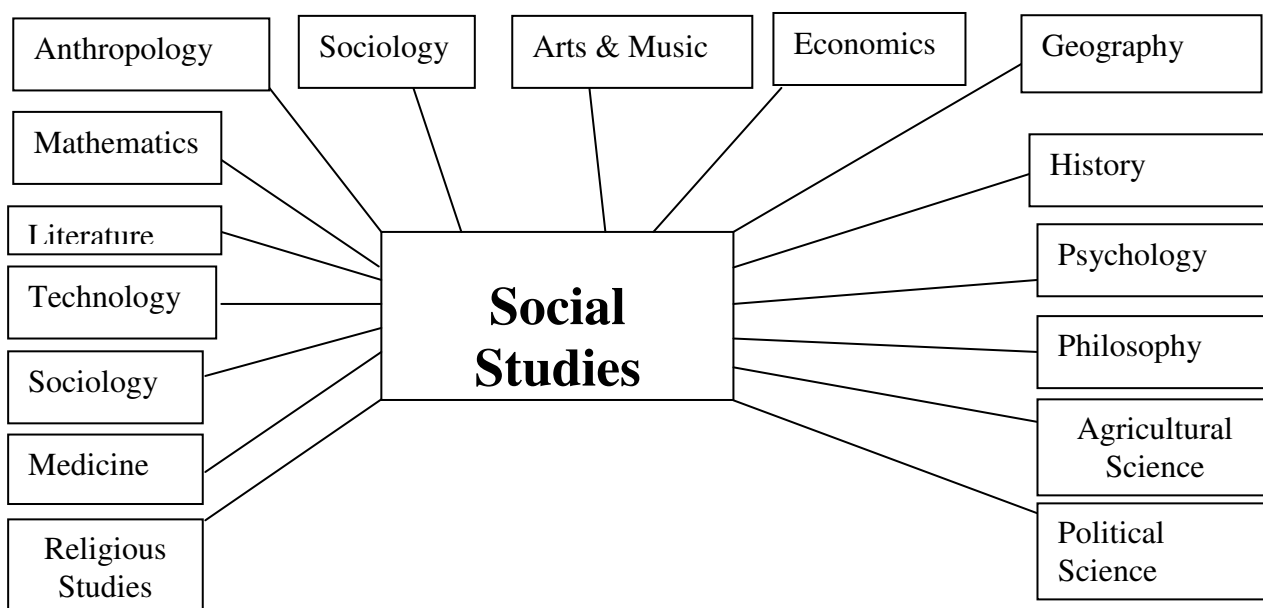 Anthropology
Sociology
Arts & Music
Economics
Geography
Mathematics
History
Literature
Psychology
Technology
Social
Studies
Philosophy
Sociology
Agricultural
Science
Medicine
Political
Science
Religious
Studies